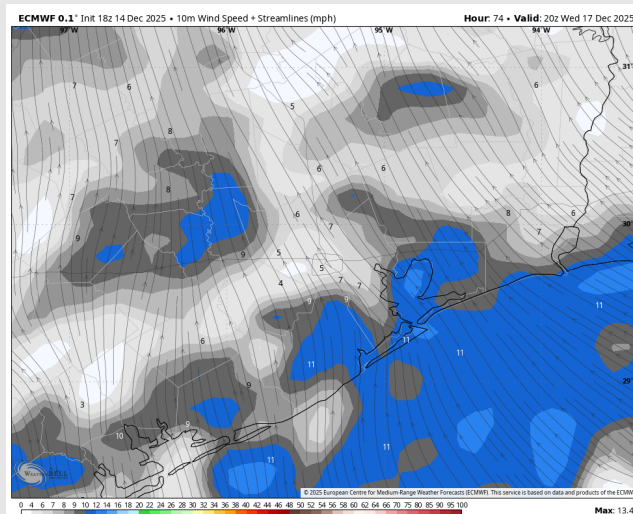 ECMWF 0.1° Init 18z 14 Dec 2025 • 10m Wind Speed + Streamlines (mph)
Hour: 74 • Valid: 20z Wed 17 Dec 2025
97°W 96°W 95°W 94°W
31°
6
7 6
5
8
7
6 6
8
7
6 8 6
30°
7 7
9
9 5
5
4 7 7
9 9
11
11
6 11
11
29°
9
3
9
10
11
11
WeatherBELL
© 2025 European Centre for Medium-Range Weather Forecasts (ECMWF). This service is based on data and products of the ECMW
0 4 6 7 8 9 10 12 14 16 18 20 22 24 26 28 30 32 34 36 38 40 42 44 46 48 50 52 54 56 58 60 62 64 66 70 75 80 85 90 95 100
Max: 13.4